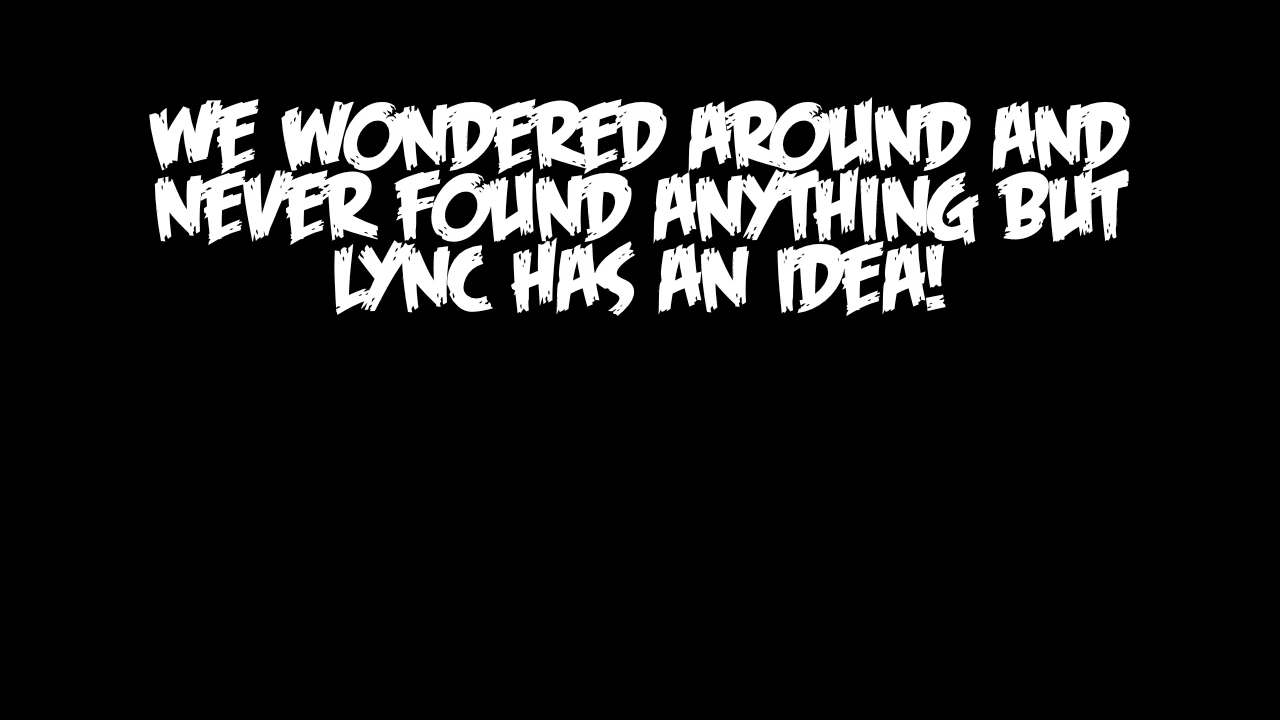 WE WONDERED AROUND AND
NEVER FOUND ANYTHING BUT
LYNC HAS AN IDEA!